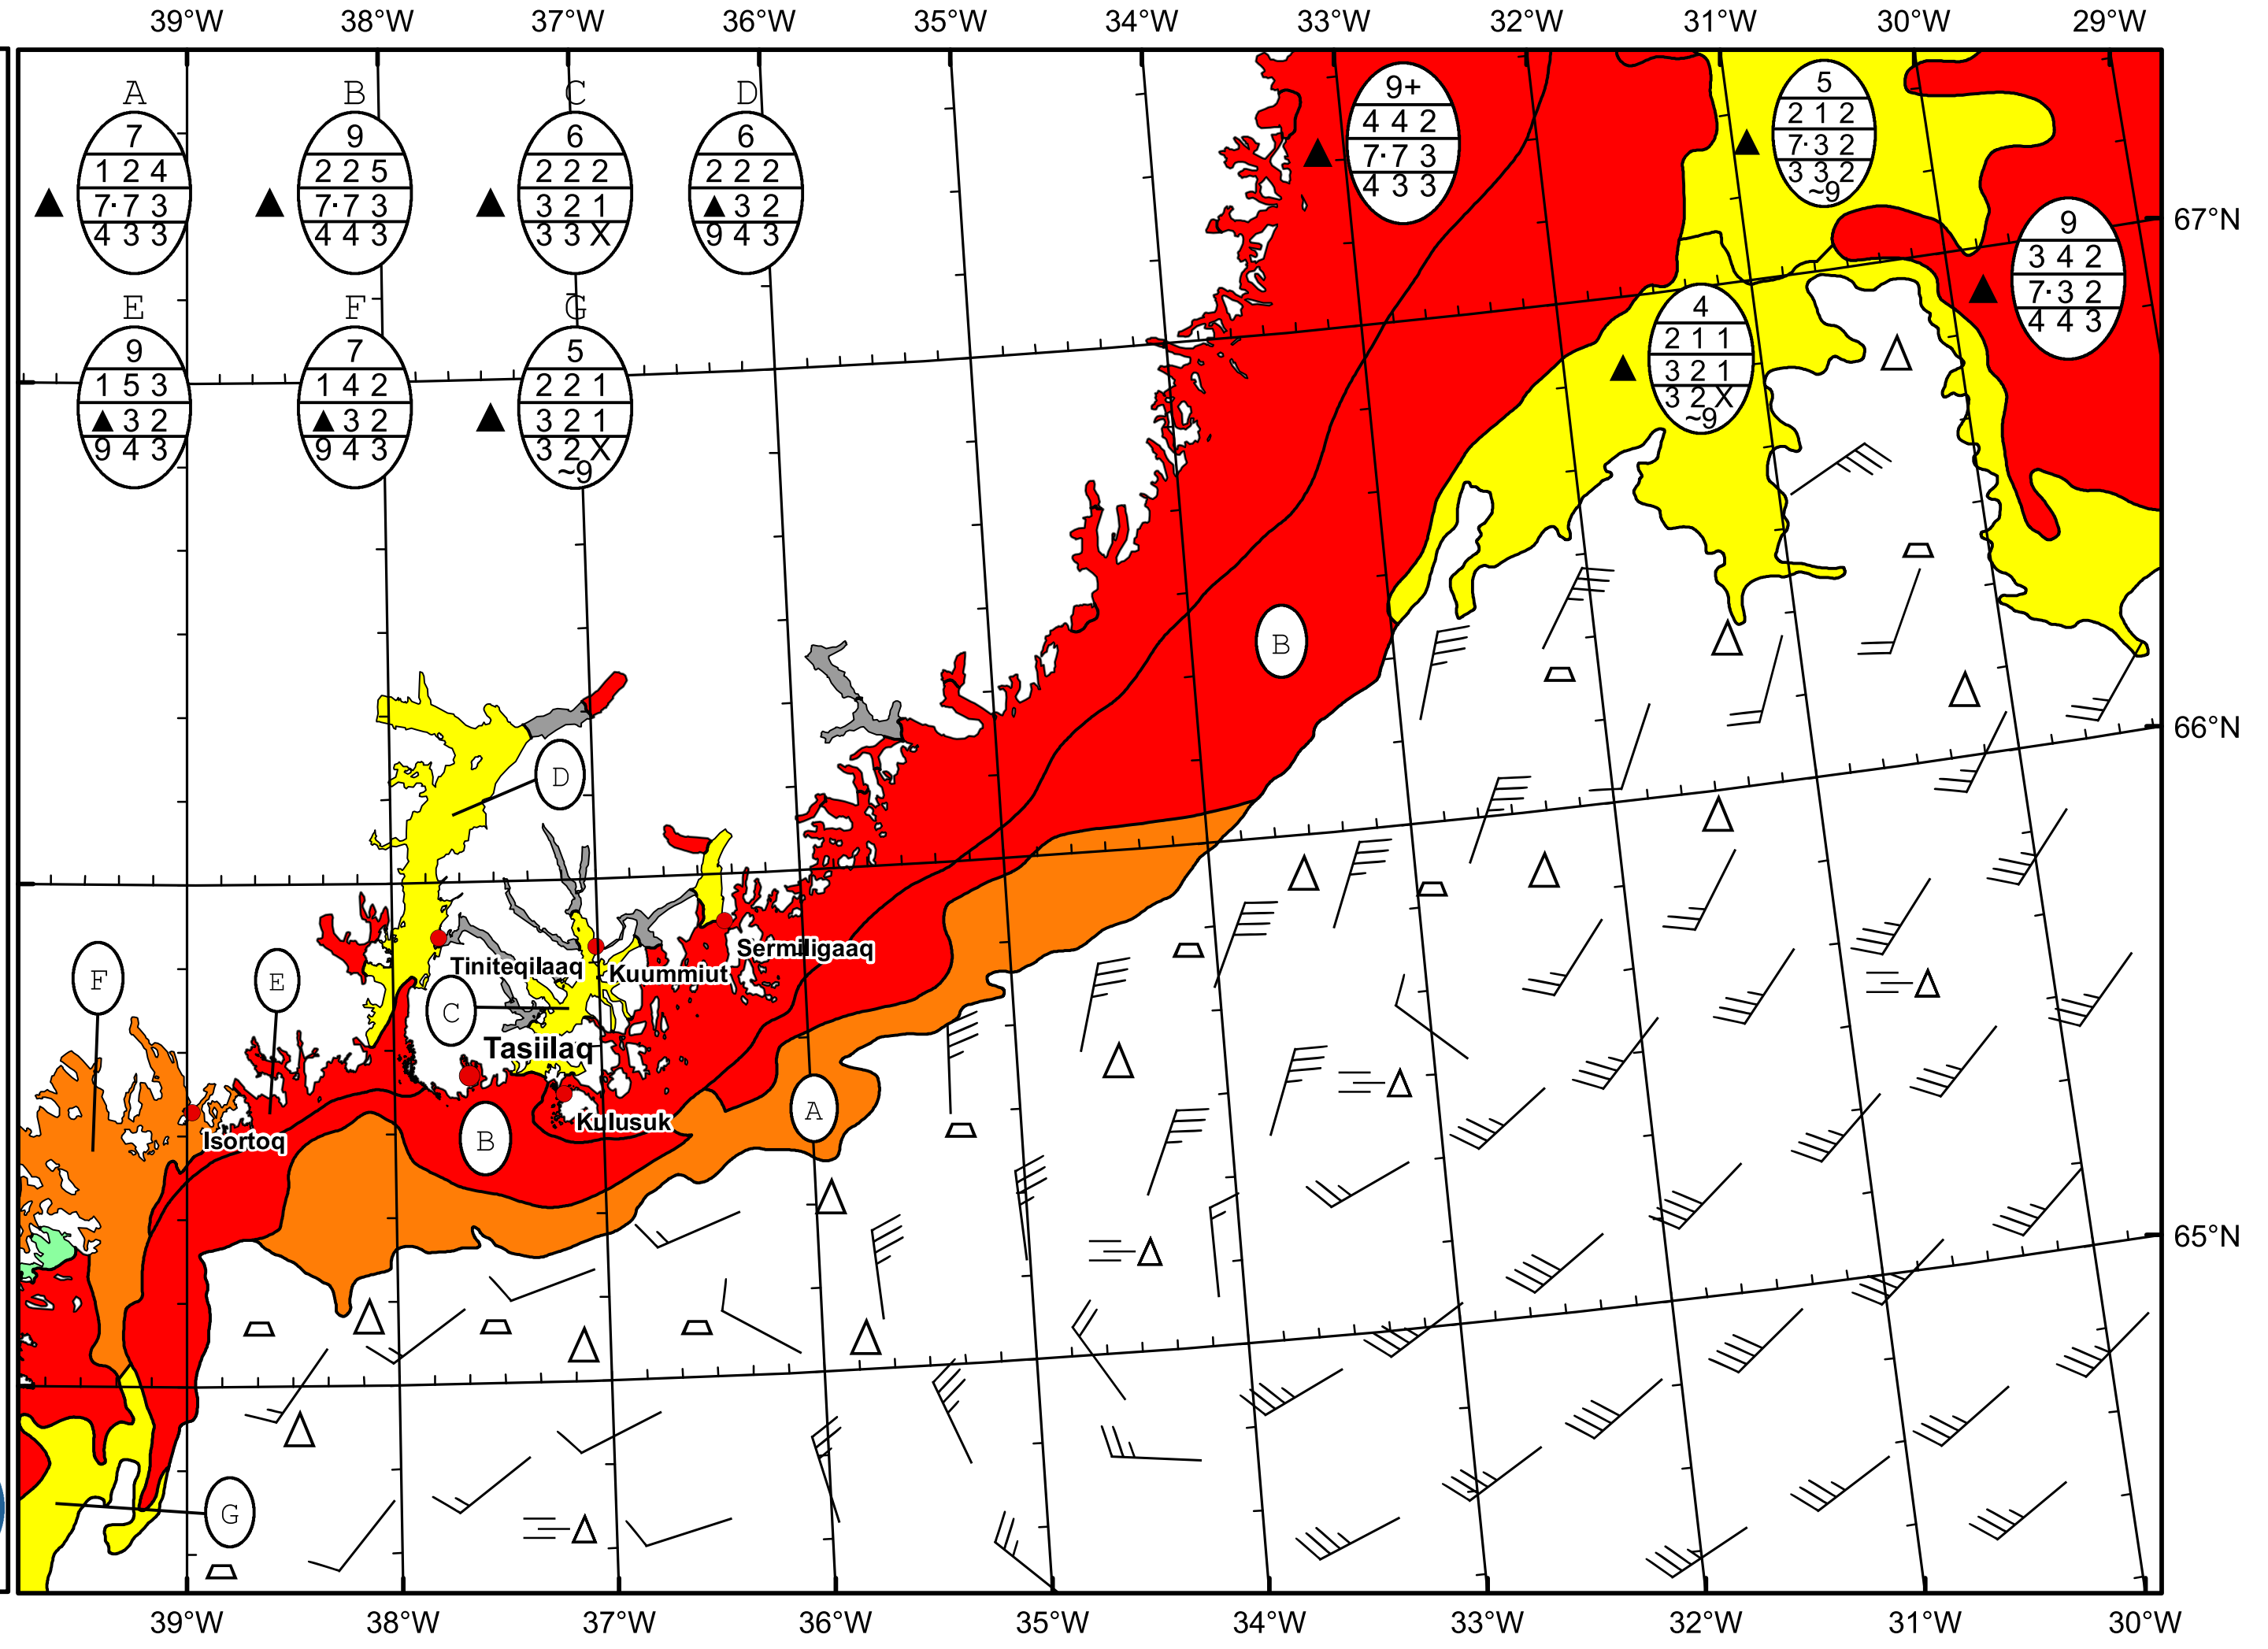 39°W 38°W 37°W 36°W 35°W 34°W 33°W 32°W 31°W 30°W 29°W
A B C D
7
1 2 4
7· 7 3
4 3 3
9
2 2 5
7· 7 3
4 4 3
6
2 2 2
3 2 1
3 3 X
6
2 2 2
▲ 3 2
9 4 3
9+
4 4 2
7· 7 3
4 3 3
5
2 1 2
7· 3 2
3 3 2
~9
67°N
9
3 4 2
7· 3 2
4 4 3
E F G
9
1 5 3
▲ 3 2
9 4 3
7
1 4 2
▲ 3 2
9 4 3
5
2 2 1
3 2 1
3 2 X
~9
4
2 1 1
3 2 1
3 2 X
~9
B
66°N
D
Sermiligaaq
Tiniteqilaaq
Kuummiut
F
E
C
Tasiilaq
A
Kulusuk
B
Isortoq
65°N
G
39°W 38°W 37°W 36°W 35°W 34°W 33°W 32°W 31°W 30°W